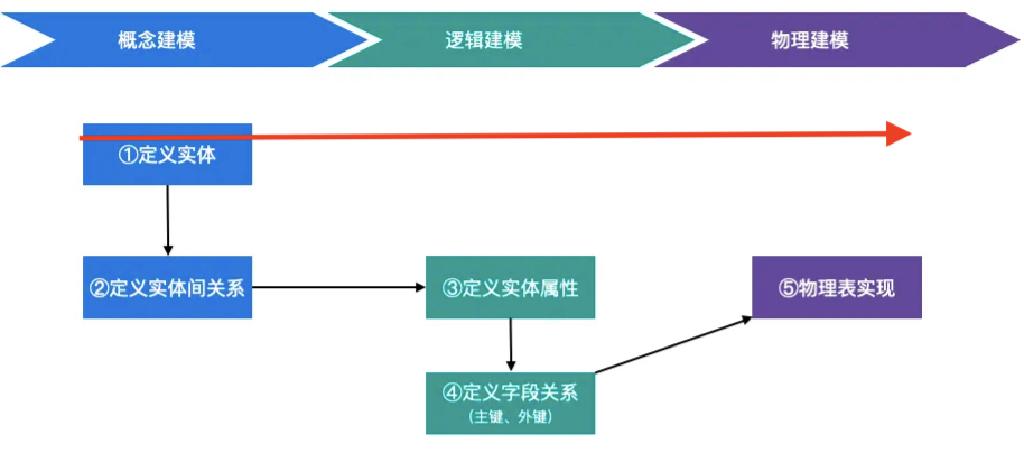 概念建模
逻辑建模
物理建模
①定义实体
②定义实体间关系
③定义实体属性
⑤物理表实现
④定义字段关系
(主键、外键)